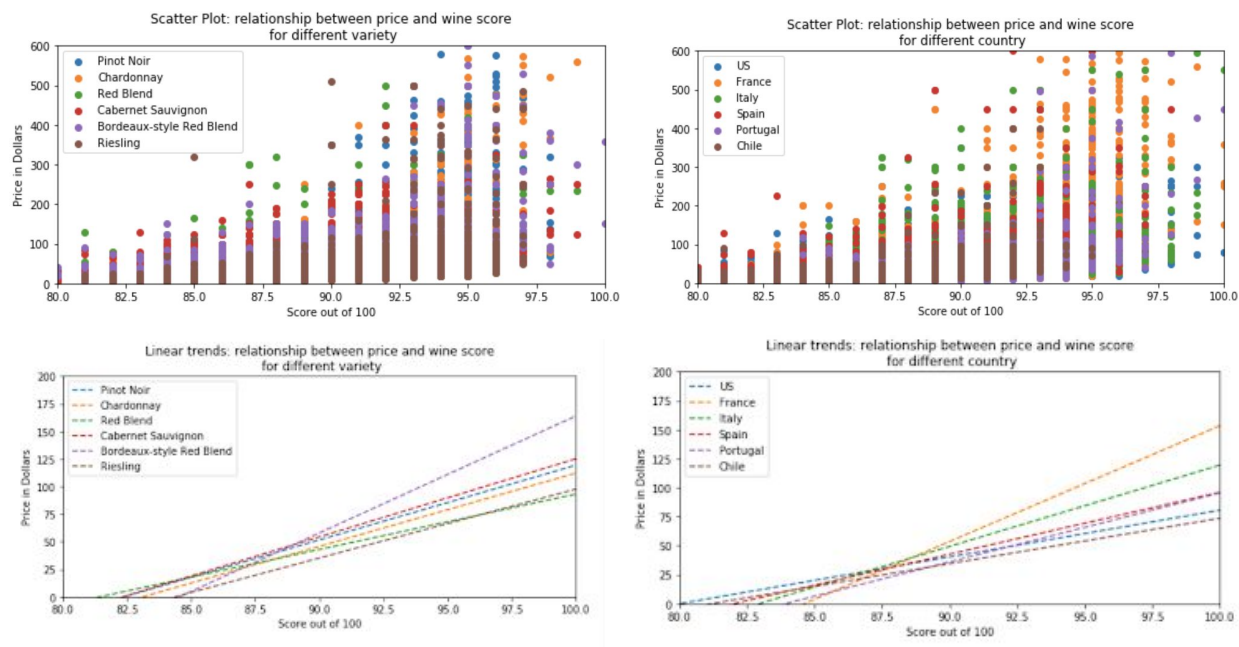 Scatter Plot: relationship between price and wine score
for different variety
600
500
400
300
200
100
0
Price in Dollars
Pinot Noir
Chardonnay
Red Blend
Cabernet Sauvignon
Bordeaux-style Red Blend
Riesling
80.0 82.5 85.0 87.5 90.0 92.5 95.0 97.5 100.0
Score out of 100
Scatter Plot: relationship between price and wine score
for different country
600
500
400
300
200
100
0
Price in Dollars
US
France
Italy
Spain
Portugal
Chile
80.0 82.5 85.0 87.5 90.0 92.5 95.0 97.5 100.0
Score out of 100
Linear trends: relationship between price and wine score
for different variety
200
175
150
125
100
75
50
25
0
Price in Dollars
Pinot Noir
Chardonnay
Red Blend
Cabernet Sauvignon
Bordeaux-style Red Blend
Riesling
80.0 82.5 85.0 87.5 90.0 92.5 95.0 97.5 100.0
Score out of 100
Linear trends: relationship between price and wine score
for different country
200
175
150
125
100
75
50
25
0
Price in Dollars
US
France
Italy
Spain
Portugal
Chile
80.0 82.5 85.0 87.5 90.0 92.5 95.0 97.5 100.0
Score out of 100